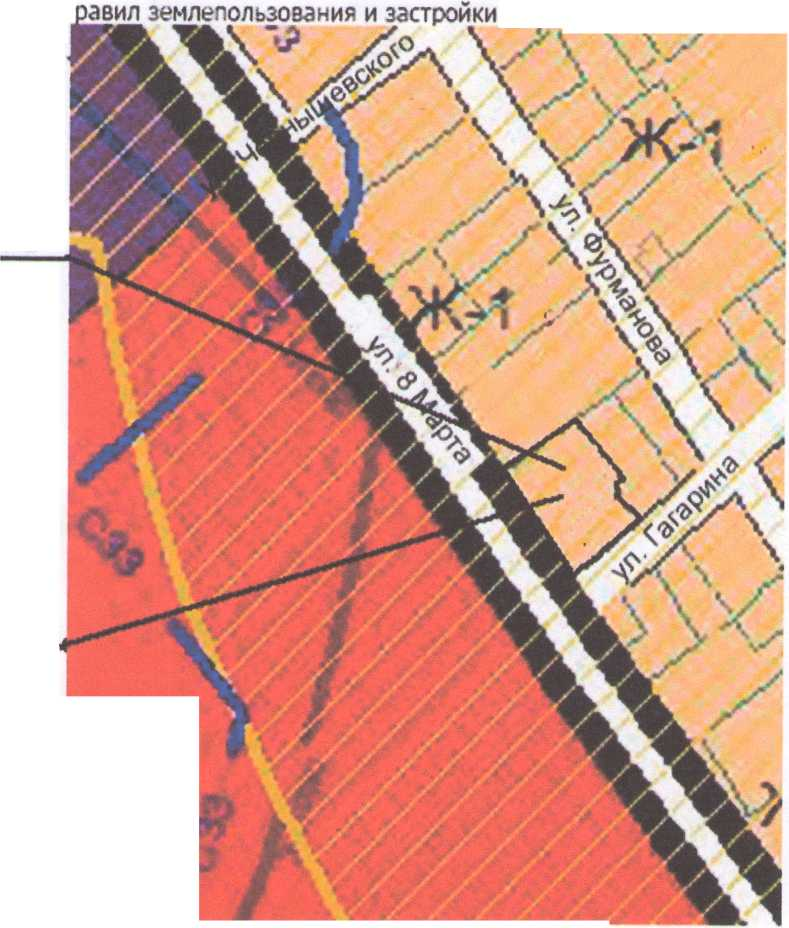 равил землепользования и застройки
Ж-1
ул. Фурманова
Ж-1
ул. 8 Марта
ул. Гагарина
СЗЗ
СЗЗ